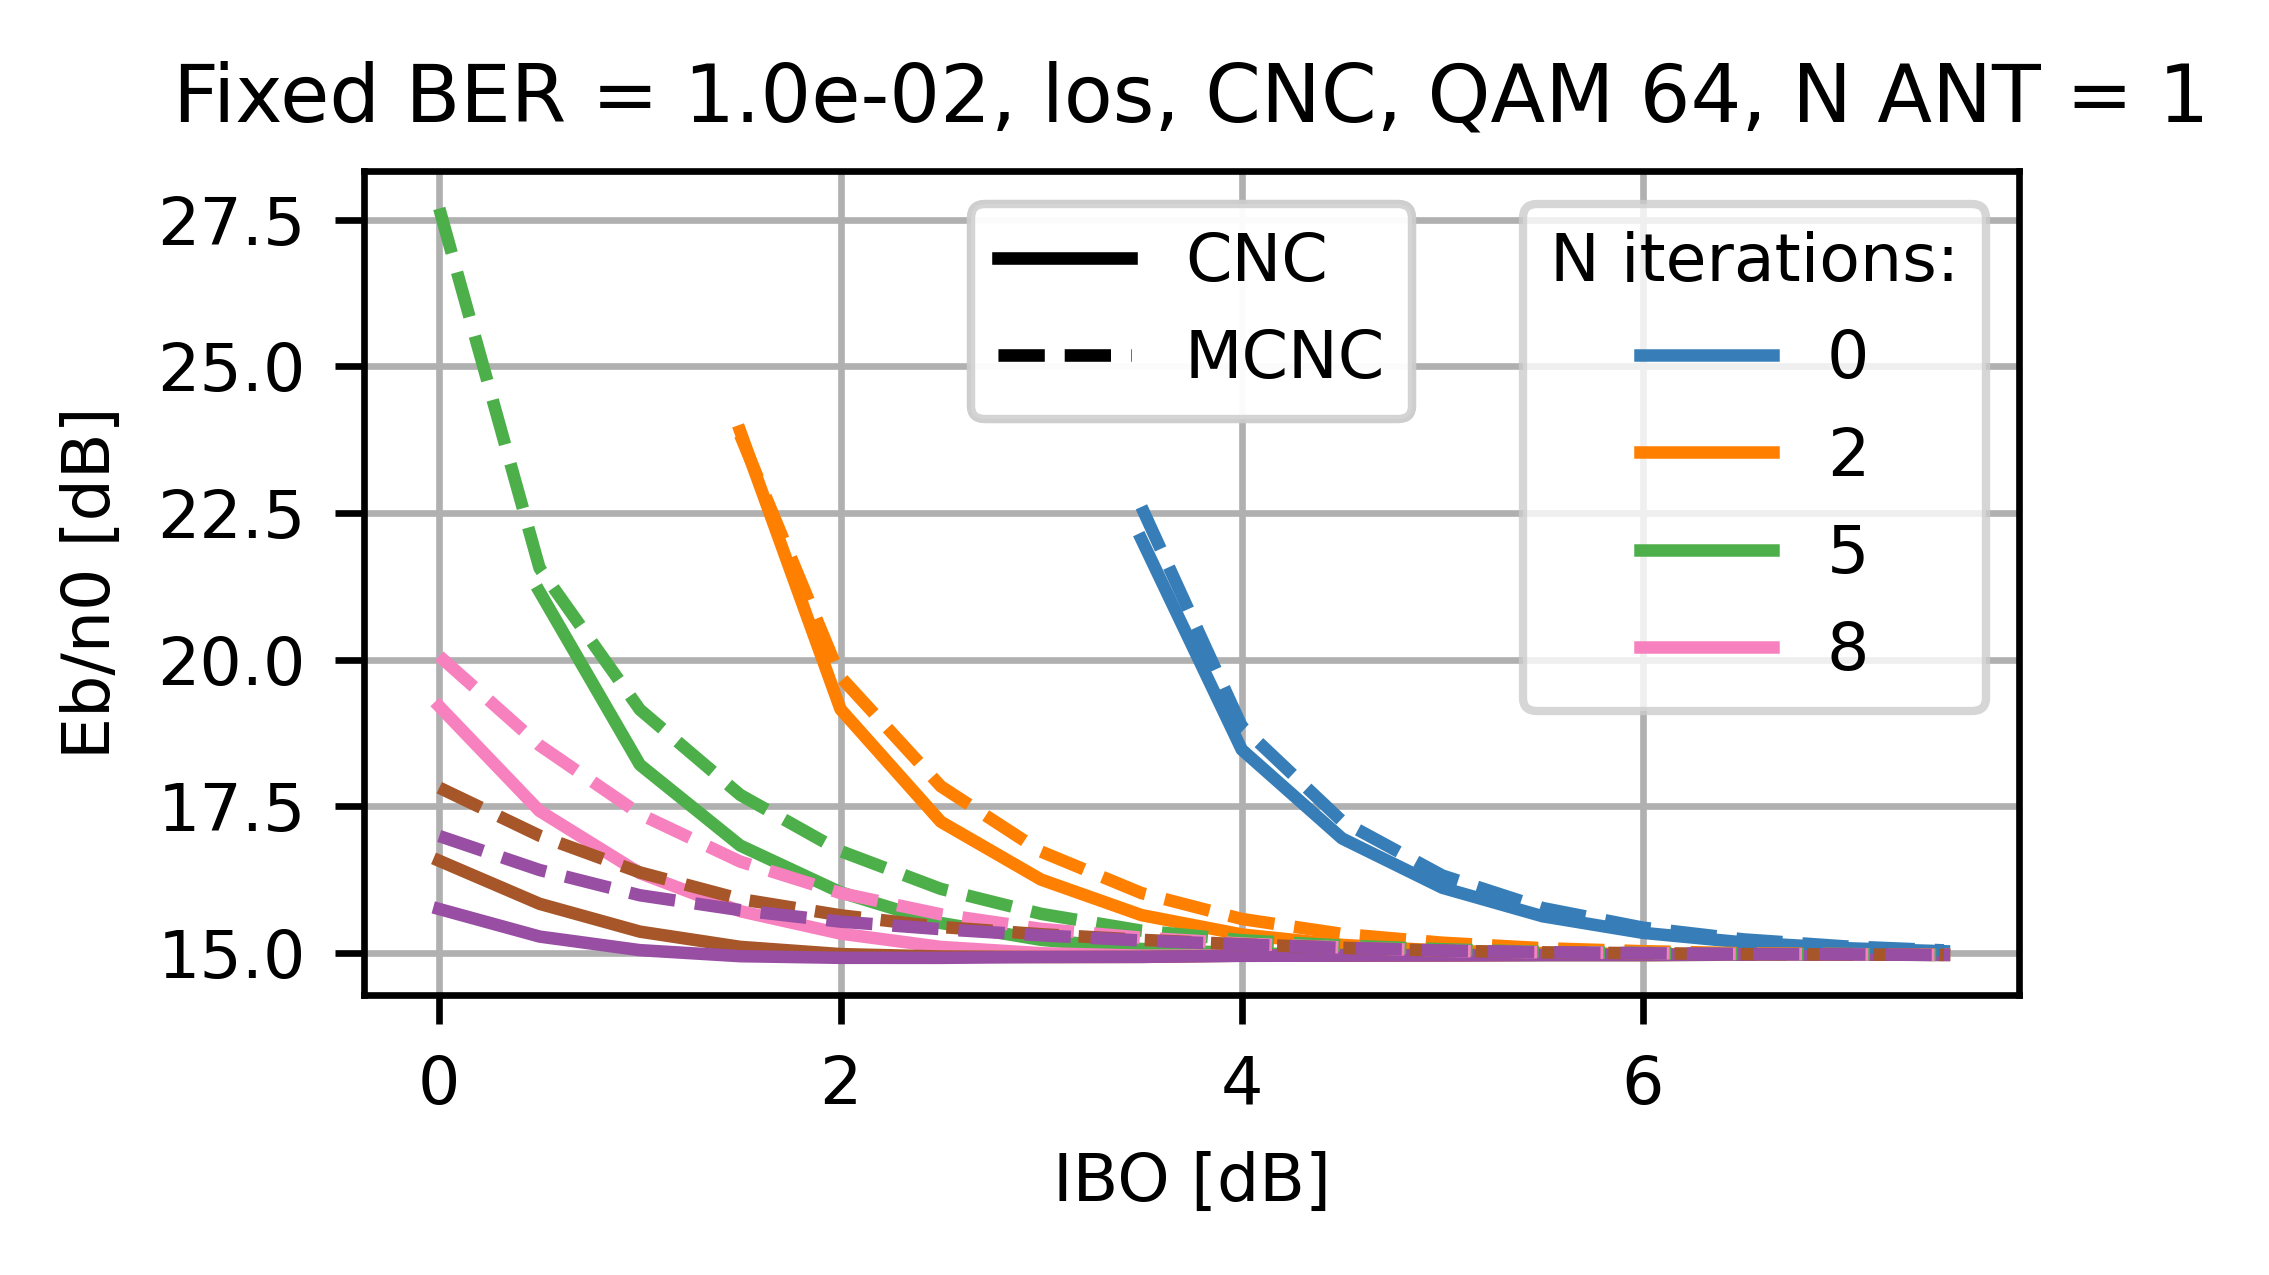 Fixed BER = 1.0e-02, los, CNC, QAM 64, N ANT = 1
27.5
25.0
22.5
20.0
17.5
15.0
Eb/n0 [dB]
CNC
MCNC
N iterations:
0
2
5
8
0
2
4
6
IBO [dB]